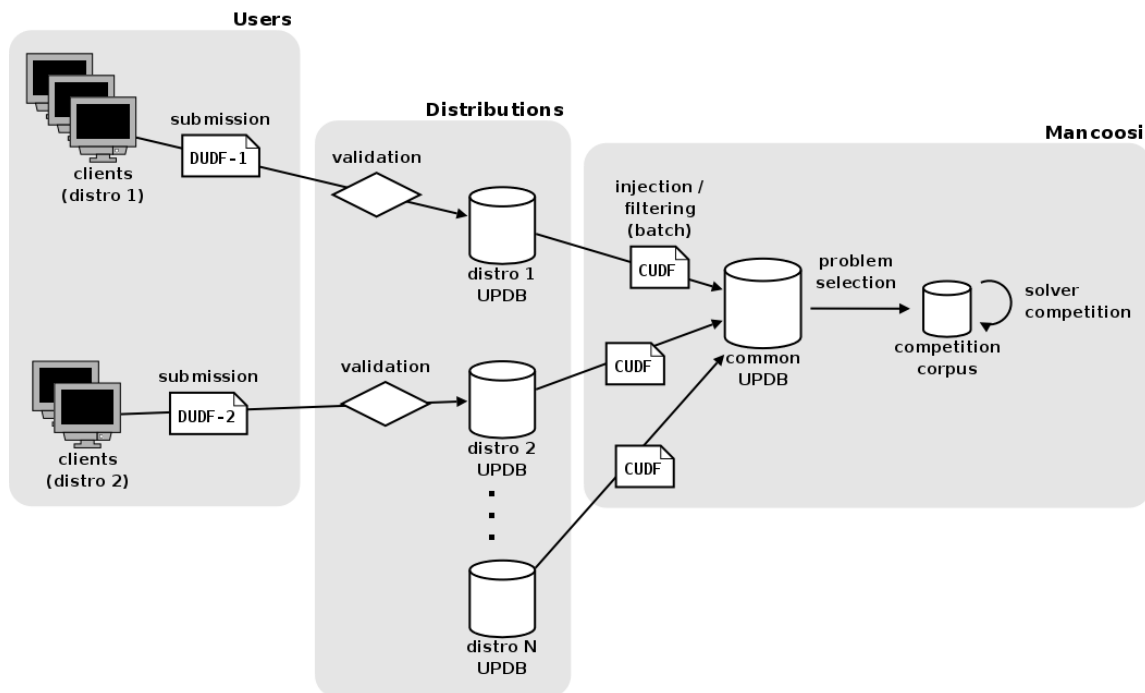 Users
Distributions
Mancoosi
submission
DUDF-1
clients
(distro 1)
validation
distro 1
UPDB
injection /
filtering
(batch)
CUDF
problem
selection
solver
competition
common
UPDB
competition
corpus
submission
DUDF-2
clients
(distro 2)
validation
distro 2
UPDB
CUDF
CUDF
distro N
UPDB